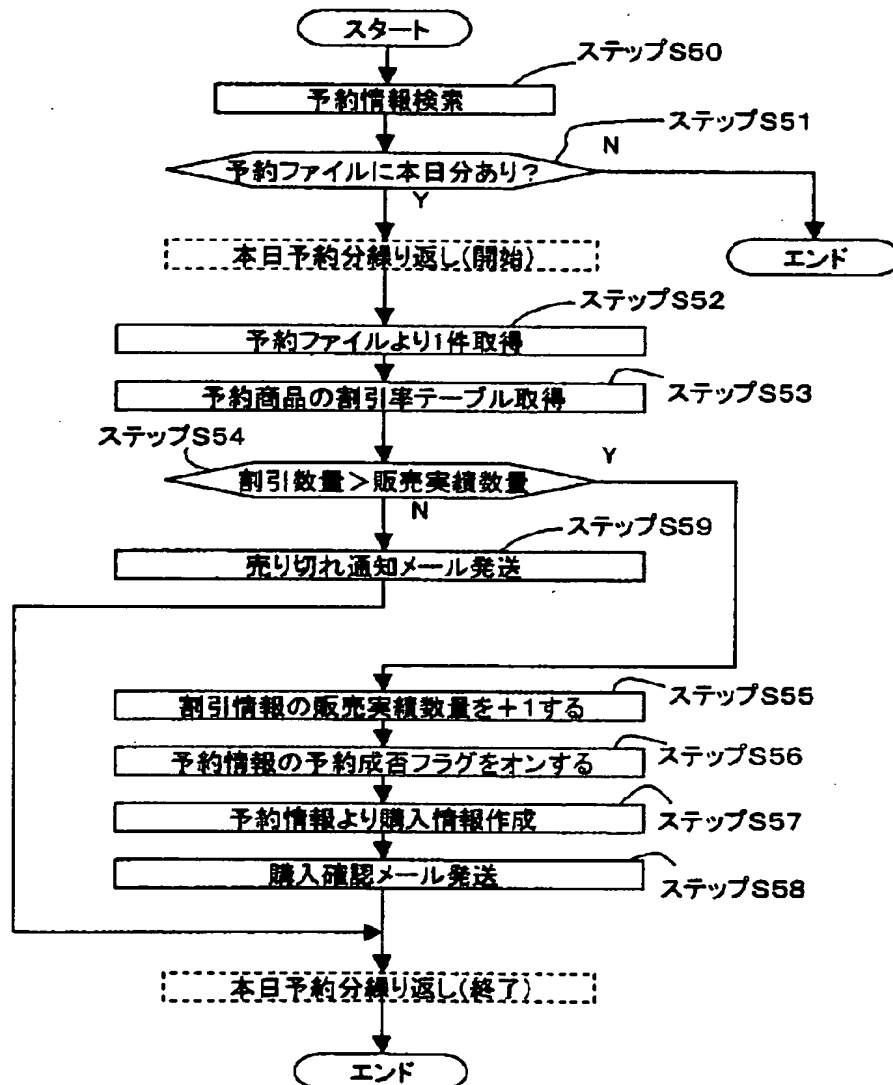 スタート
ステップS50
予約情報検索
ステップS51
予約ファイルに本日分あり?
N
Y
本日予約分繰り返し(開始)
エンド
ステップS52
予約ファイルより1件取得
予約商品の割引率テーブル取得
ステップS53
ステップS54
割引数量>販売実績数量
Y
N
ステップS59
売り切れ通知メール発送
割引情報の販売実績数量を+1する
ステップS55
予約情報の予約成否フラグをオンする
ステップS56
予約情報より購入情報作成
ステップS57
購入確認メール発送
ステップS58
本日予約分繰り返し(終了)
エンド